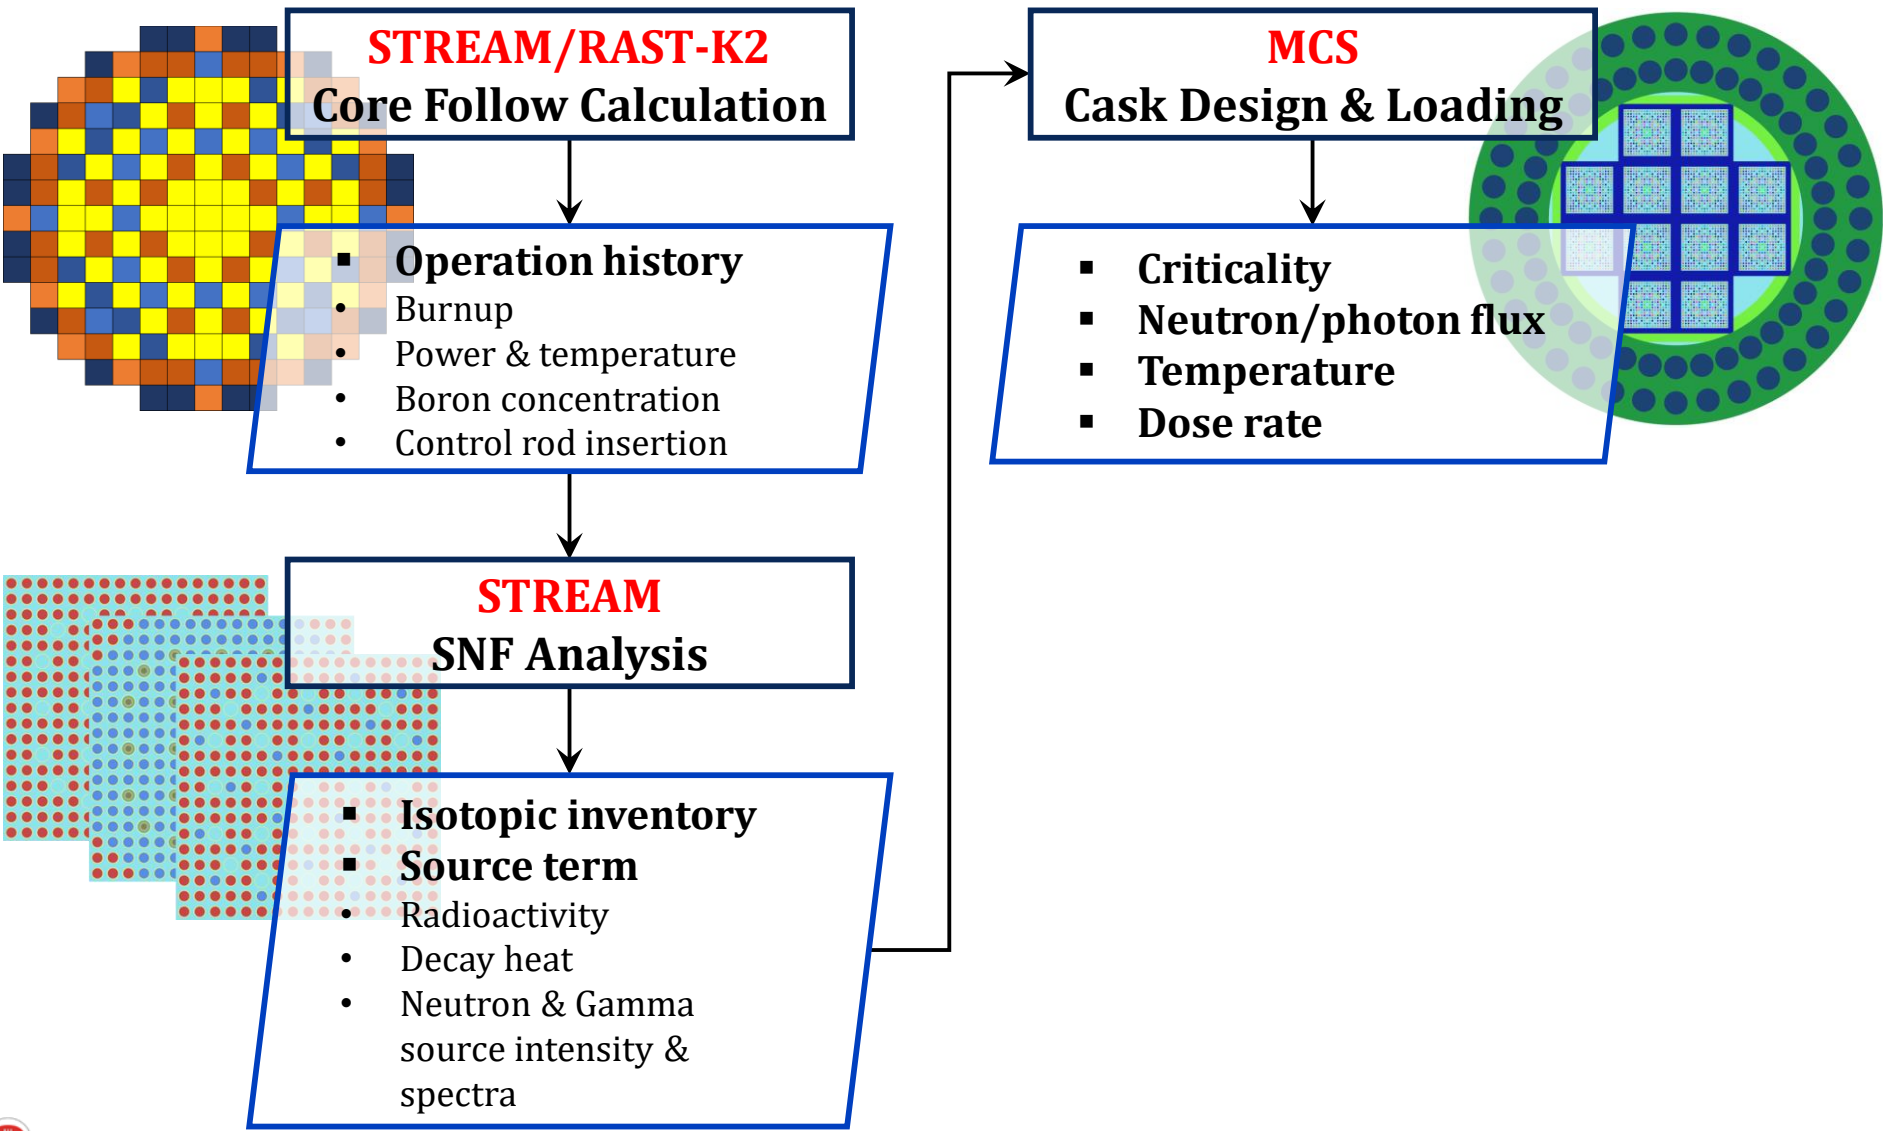 STREAM/RAST-K2
Core Follow Calculation
▪ Operation history
• Burnup
• Power & temperature
• Boron concentration
• Control rod insertion
STREAM
SNF Analysis
▪ Isotopic inventory
▪ Source term
• Radioactivity
• Decay heat
• Neutron & Gamma
source intensity &
spectra
MCS
Cask Design & Loading
▪ Criticality
▪ Neutron/photon flux
▪ Temperature
▪ Dose rate